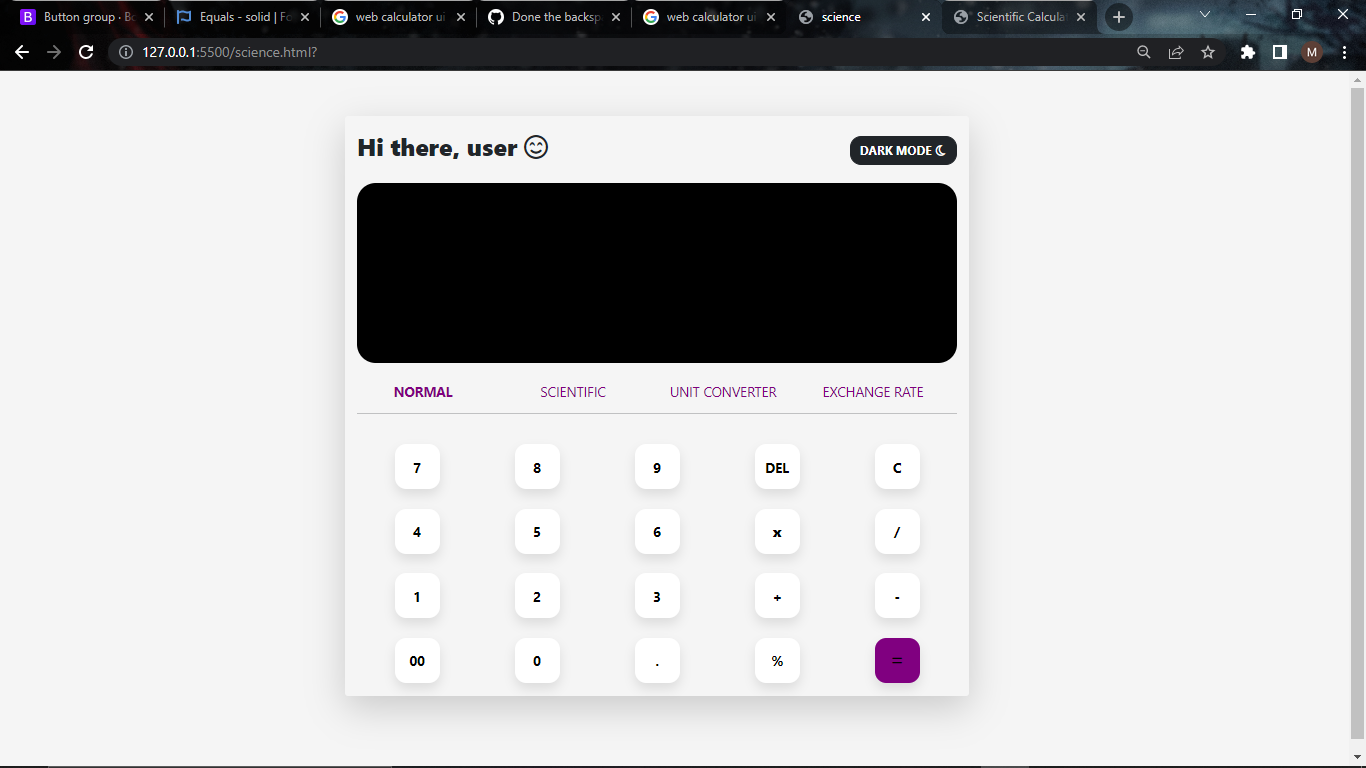 Button group · Bo
Equals - solid | Fo
web calculator ui
Done the backsp
web calculator ui
science
Scientific Calcula
127.0.0.1:5500/science.html?
M
Hi there, user 😊
DARK MODE
NORMAL SCIENTIFIC UNIT CONVERTER EXCHANGE RATE
7 8 9 DEL C
4 5 6 x /
1 2 3 + -
00 0 . % =